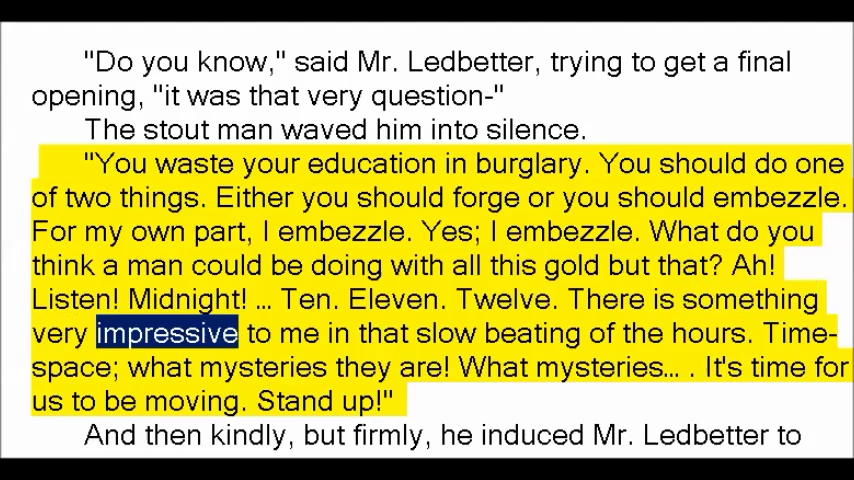 "Do you know," said Mr. Ledbetter, trying to get a final
opening, "it was that very question-"
The stout man waved him into silence.
"You waste your education in burglary. You should do one
of two things. Either you should forge or you should embezzle.
For my own part, I embezzle. Yes; I embezzle. What do you
think a man could be doing with all this gold but that? Ah!
Listen! Midnight! ... Ten. Eleven. Twelve. There is something
very impressive to me in that slow beating of the hours. Time-
space; what mysteries they are! What mysteries... . It's time for
us to be moving. Stand up!"
And then kindly, but firmly, he induced Mr. Ledbetter to